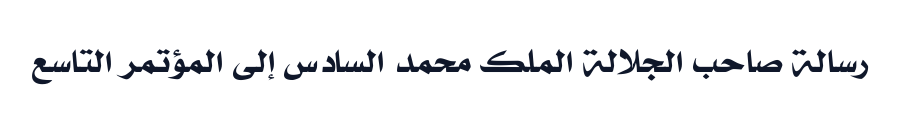 رسالة صاحب الجلالة الملك محمد السادس إلى المؤتمر التاسع